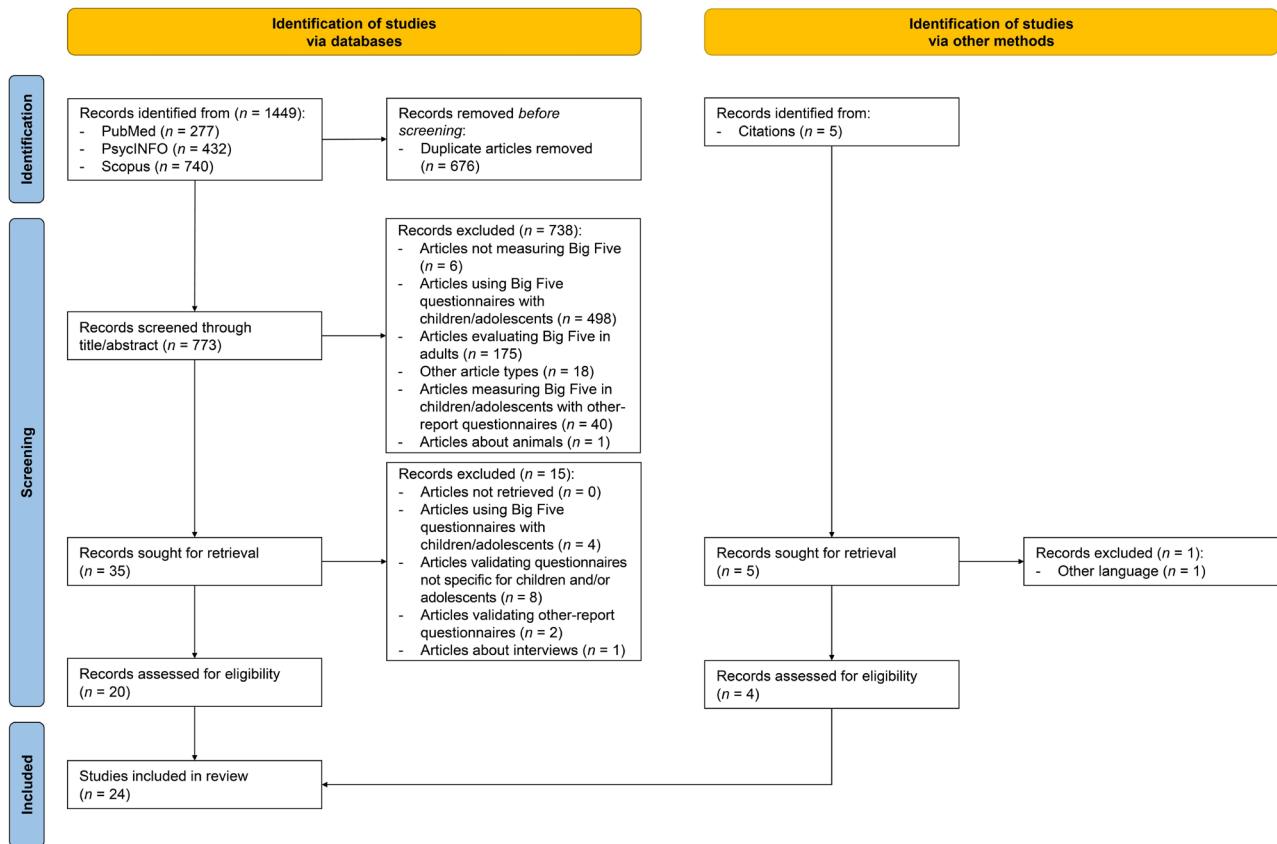 Identification of studies
via databases
Identification of studies
via other methods
Identification
Records identified from (n = 1449):
- PubMed (n = 277)
- PsycINFO (n = 432)
- Scopus (n = 740)
Records removed before
screening:
- Duplicate articles removed
(n = 676)
Records identified from:
- Citations (n = 5)
Screening
Records screened through
title/abstract (n = 773)
Records excluded (n = 738):
- Articles not measuring Big Five
(n = 6)
- Articles using Big Five
questionnaires with
children/adolescents (n = 498)
- Articles evaluating Big Five in
adults (n = 175)
- Other article types (n = 18)
- Articles measuring Big Five in
children/adolescents with other-
report questionnaires (n = 40)
- Articles about animals (n = 1)
Records sought for retrieval
(n = 35)
Records excluded (n = 15):
- Articles not retrieved (n = 0)
- Articles using Big Five
questionnaires with
children/adolescents (n = 4)
- Articles validating questionnaires
not specific for children and/or
adolescents (n = 8)
- Articles validating other-report
questionnaires (n = 2)
- Articles about interviews (n = 1)
Records sought for retrieval
(n = 5)
Records excluded (n = 1):
- Other language (n = 1)
Records assessed for eligibility
(n = 20)
Records assessed for eligibility
(n = 4)
Included
Studies included in review
(n = 24)